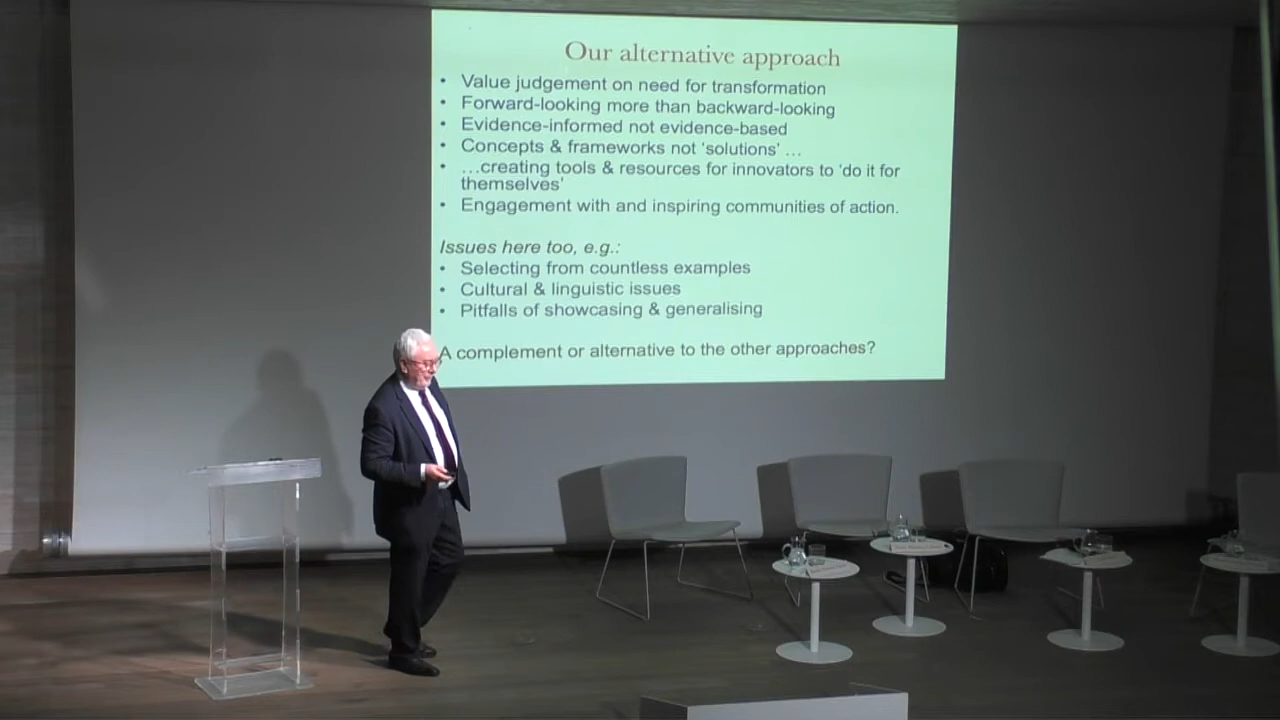 Our alternative approach
• Value judgement on need for transformation
• Forward-looking more than backward-looking
• Evidence-informed not evidence-based
• Concepts & frameworks not ‘solutions’ …
• …creating tools & resources for innovators to ‘do it for
themselves’
• Engagement with and inspiring communities of action.
Issues here too, e.g.:
• Selecting from countless examples
• Cultural & linguistic issues
• Pitfalls of showcasing & generalising
A complement or alternative to the other approaches?